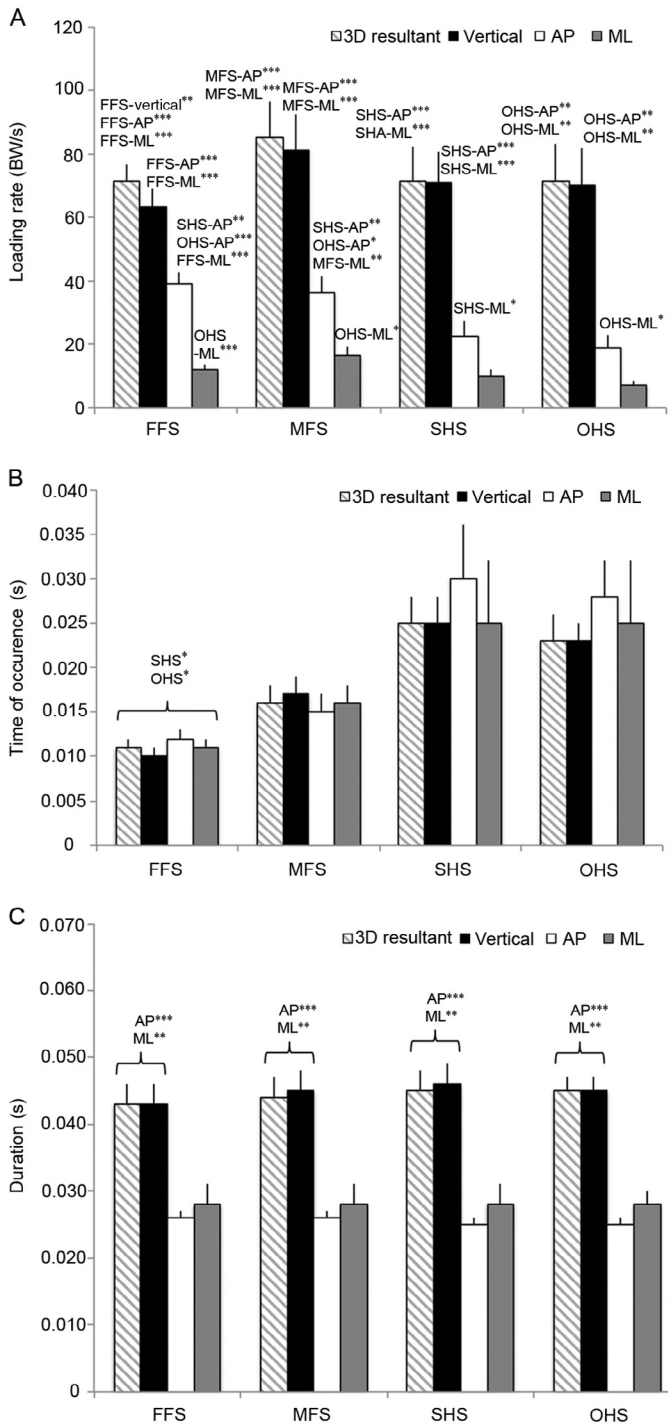 A
120
3D resultant Vertical AP ML
100
80
60
40
20
0
Loading rate (BW/s)
FFS-vertical**
FFS-AP***
FFS-ML***
FFS-AP***
FFS-ML***
SHS-AP**
OHS-AP***
FFS-ML***
OHS
-ML***
MFS-AP***
MFS-ML***
MFS-AP***
MFS-ML***
SHS-AP**
OHS-AP*
MFS-ML**
OHS-ML*
SHS-AP***
SHA-ML***
SHS-AP***
SHS-ML***
SHS-ML*
OHS-AP**
OHS-ML**
OHS-AP**
OHS-ML**
OHS-ML*
FFS MFS SHS OHS
B
0.040
3D resultant Vertical AP ML
0.035
0.030
0.025
0.020
0.015
0.010
0.005
0
Time of occurence (s)
SHS*
OHS*
FFS MFS SHS OHS
C
0.070
3D resultant Vertical AP ML
0.060
0.050
0.040
0.030
0.020
0.010
0
Duration (s)
AP***
ML**
AP***
ML**
AP***
ML**
AP***
ML**
FFS MFS SHS OHS